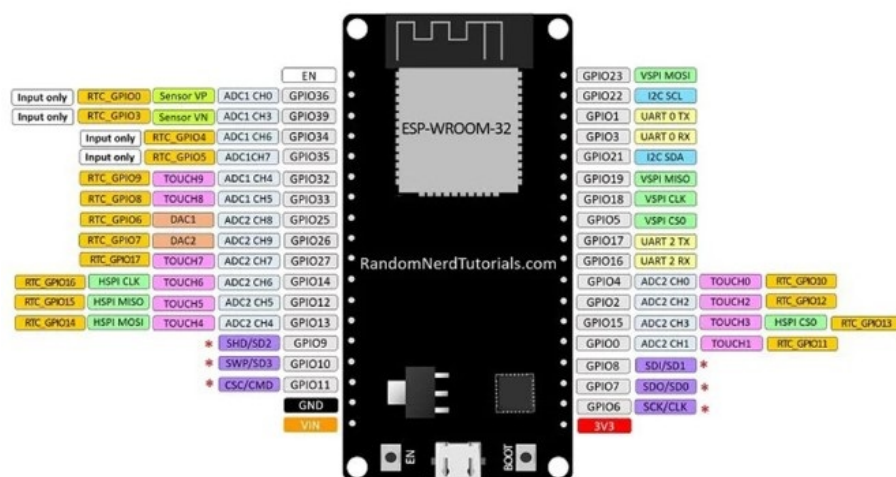 EN
Input only RTC_GPIO0 Sensor VP ADC1 CH0 GPIO36
Input only RTC_GPIO3 Sensor VN ADC1 CH3 GPIO39
Input only RTC_GPIO4 ADC1 CH6 GPIO34
Input only RTC_GPIO5 ADC1CH7 GPIO35
RTC_GPIO9 TOUCH9 ADC1 CH4 GPIO32
RTC_GPIO8 TOUCH8 ADC1 CH5 GPIO33
RTC_GPIO6 DAC1 ADC2 CH8 GPIO25
RTC_GPIO7 DAC2 ADC2 CH9 GPIO26
RTC_GPIO17 TOUCH7 ADC2 CH7 GPIO27
RTC_GPIO16 HSPI CLK TOUCH6 ADC2 CH6 GPIO14
RTC_GPIO15 HSPI MISO TOUCH5 ADC2 CH5 GPIO12
RTC_GPIO14 HSPI MOSI TOUCH4 ADC2 CH4 GPIO13
* SHD/SD2 GPIO9
* SWP/SD3 GPIO10
* CSC/CMD GPIO11
GND
VIN
ESP-WROOM-32
RandomNerdTutorials.com
EN
BOOT
GPIO23 VSPI MOSI
GPIO22 I2C SCL
GPIO1 UART 0 TX
GPIO3 UART 0 RX
GPIO21 I2C SDA
GPIO19 VSPI MISO
GPIO18 VSPI CLK
GPIO5 VSPI CS0
GPIO17 UART 2 TX
GPIO16 UART 2 RX
GPIO4 ADC2 CH0 TOUCH0 RTC_GPIO10
GPIO2 ADC2 CH2 TOUCH2 RTC_GPIO12
GPIO15 ADC2 CH3 TOUCH3 HSPI CS0 RTC_GPIO13
GPIO0 ADC2 CH1 TOUCH1 RTC_GPIO11
GPIO8 SDI/SD1 *
GPIO7 SDO/SD0 *
GPIO6 SCK/CLK *
3V3